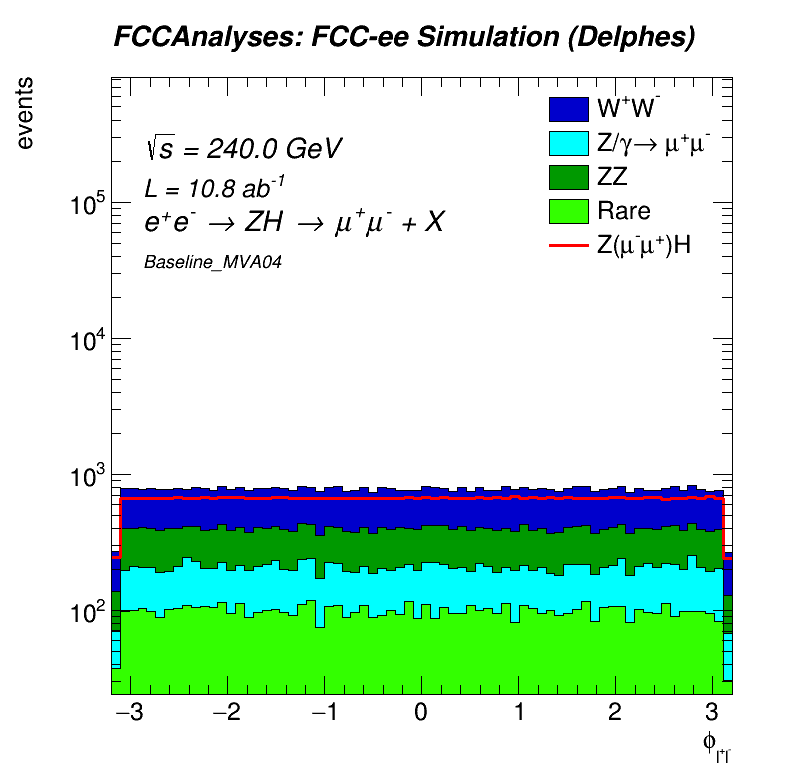 FCCAnalyses: FCC-ee Simulation (Delphes)
events
√s = 240.0 GeV
L = 10.8 ab⁻¹
e⁺e⁻ → ZH → μ⁺μ⁻ + X
Baseline_MVA04
W⁺W⁻
Z/γ→ μ⁺μ⁻
ZZ
Rare
Z(μ⁻μ⁺)H
10⁵
10⁴
10³
10²
−3 −2 −1 0 1 2 3
ϕ_l⁺l⁻